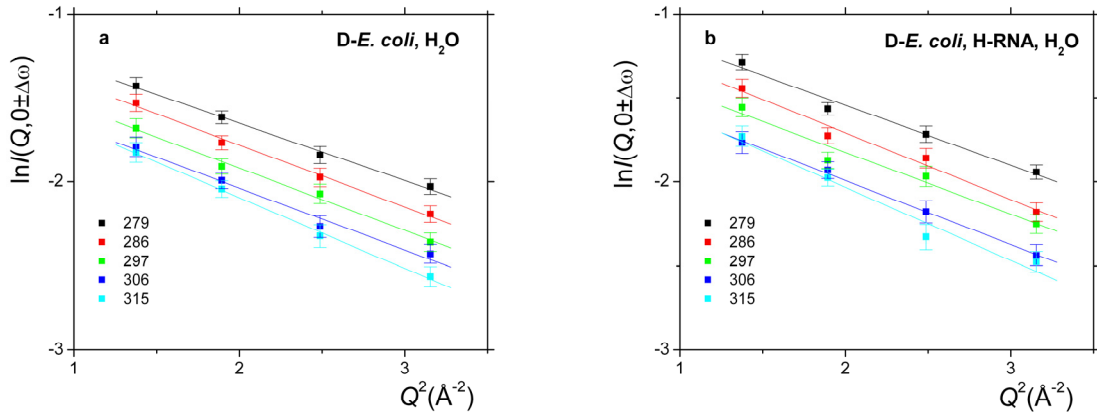 a
D-E. coli, H₂O
-1
-2
-3
lnI(Q,0±Δω)
279
286
297
306
315
1
2
3
Q²(Å⁻²)
b
D-E. coli, H-RNA, H₂O
-1
-2
-3
lnI(Q,0±Δω)
279
286
297
306
315
1
2
3
Q²(Å⁻²)